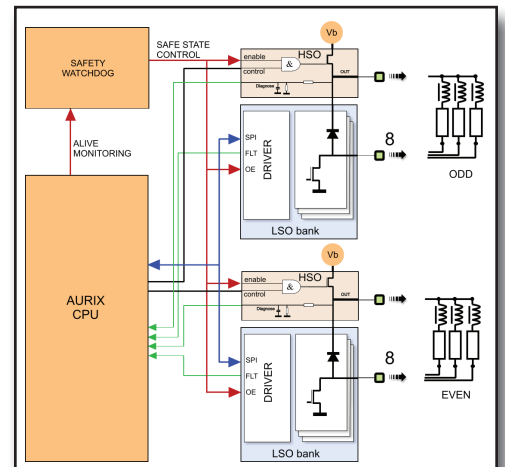 Vb
SAFE STATE
CONTROL
SAFETY
WATCHDOG
HSO
enable
&
control
OUT
Diagnose
ALIVE
MONITORING
SPI
FLT
OE
DRIVER
8
ODD
LSO bank
Vb
HSO
enable
&
control
OUT
Diagnose
AURIX
CPU
SPI
FLT
OE
DRIVER
8
EVEN
LSO bank